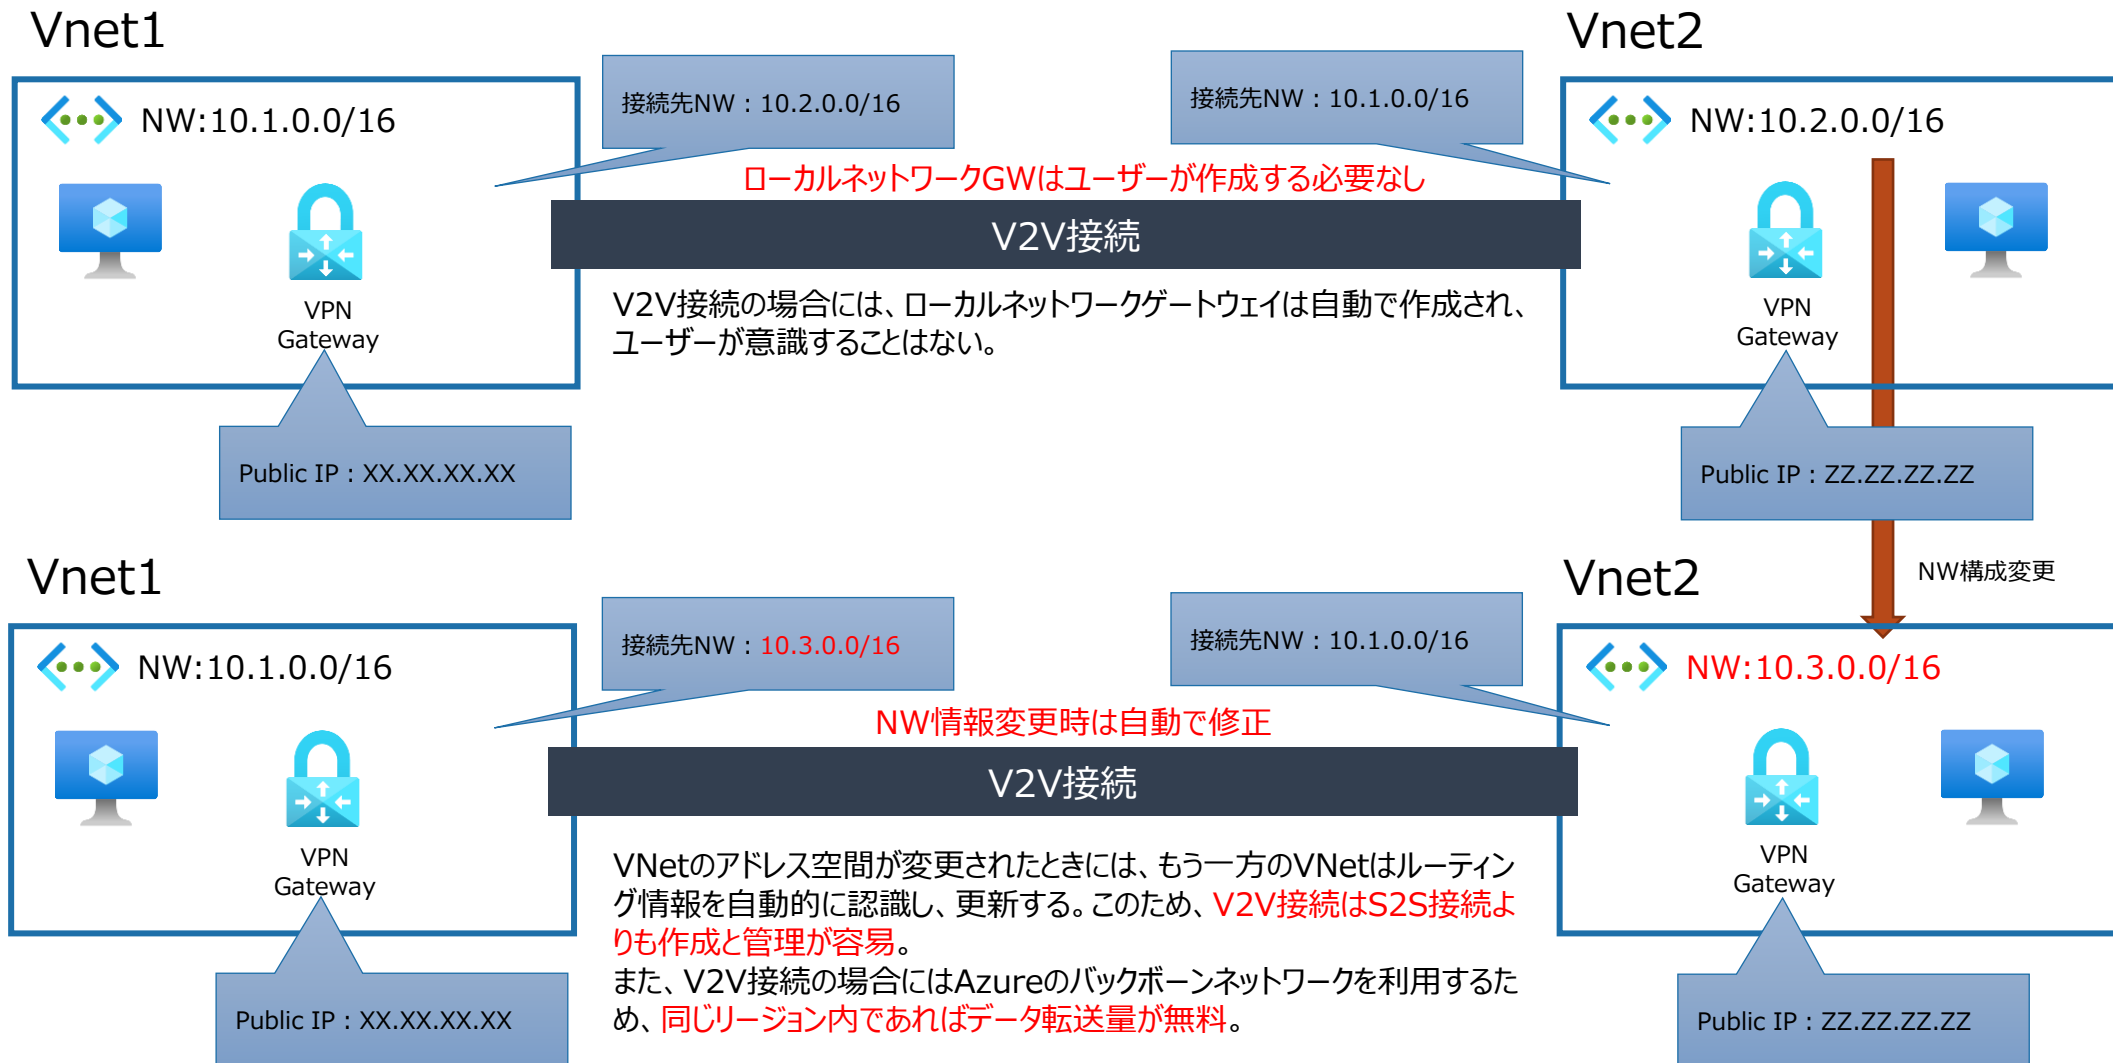 Vnet1
Vnet2
接続先NW：10.2.0.0/16
接続先NW：10.1.0.0/16
NW:10.1.0.0/16
NW:10.2.0.0/16
ローカルネットワークGWはユーザーが作成する必要なし
V2V接続
VPN
Gateway
VPN
Gateway
V2V接続の場合には、ローカルネットワークゲートウェイは自動で作成され、
ユーザーが意識することはない。
Public IP：XX.XX.XX.XX
Public IP：ZZ.ZZ.ZZ.ZZ
NW構成変更
Vnet1
Vnet2
接続先NW：10.3.0.0/16
接続先NW：10.1.0.0/16
NW:10.1.0.0/16
NW:10.3.0.0/16
NW情報変更時は自動で修正
V2V接続
VPN
Gateway
VPN
Gateway
VNetのアドレス空間が変更されたときには、もう一方のVNetはルーティン
グ情報を自動的に認識し、更新する。このため、V2V接続はS2S接続よ
りも作成と管理が容易。
また、V2V接続の場合にはAzureのバックボーンネットワークを利用するた
め、同じリージョン内であればデータ転送量が無料。
Public IP：XX.XX.XX.XX
Public IP：ZZ.ZZ.ZZ.ZZ